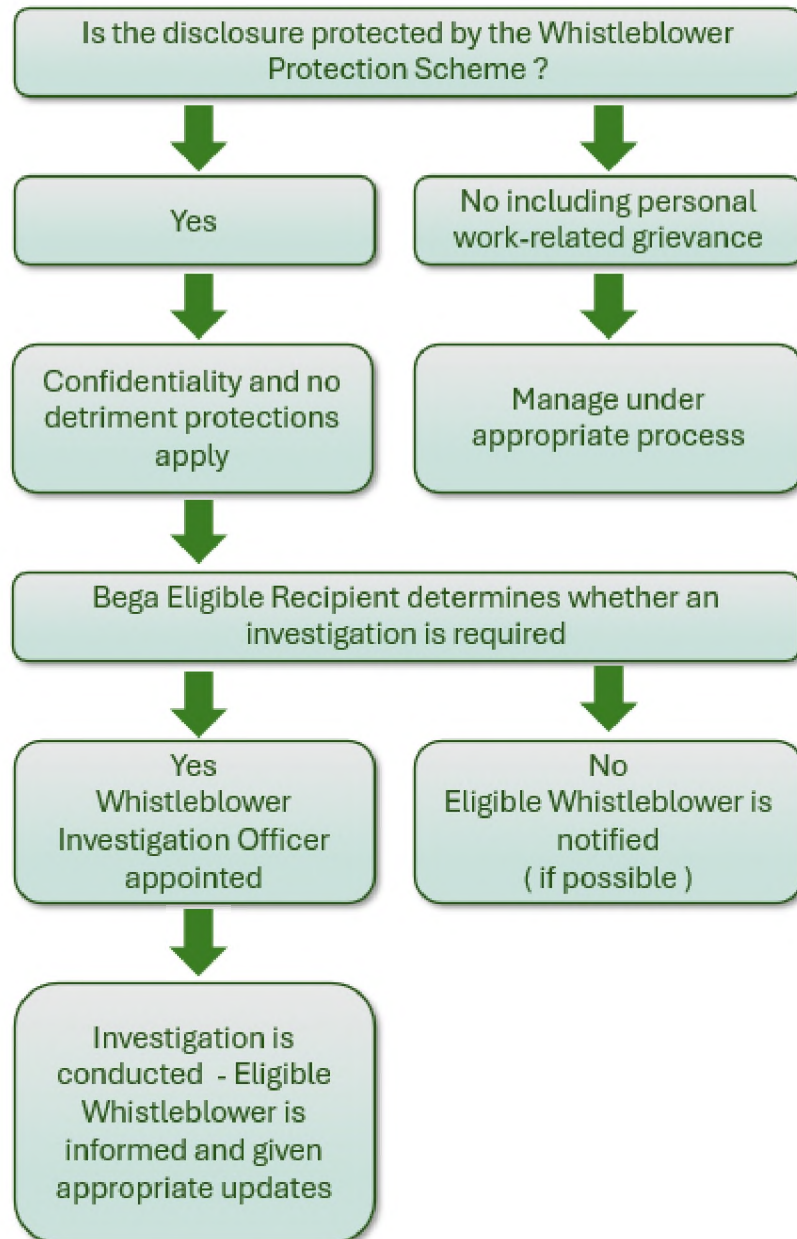 Is the disclosure protected by the Whistleblower
Protection Scheme ?
Yes
No including personal
work-related grievance
Confidentiality and no
detriment protections
apply
Manage under
appropriate process
Bega Eligible Recipient determines whether an
investigation is required
Yes
Whistleblower
Investigation Officer
appointed
No
Eligible Whistleblower is
notified
( if possible )
Investigation is
conducted  - Eligible
Whistleblower is
informed and given
appropriate updates